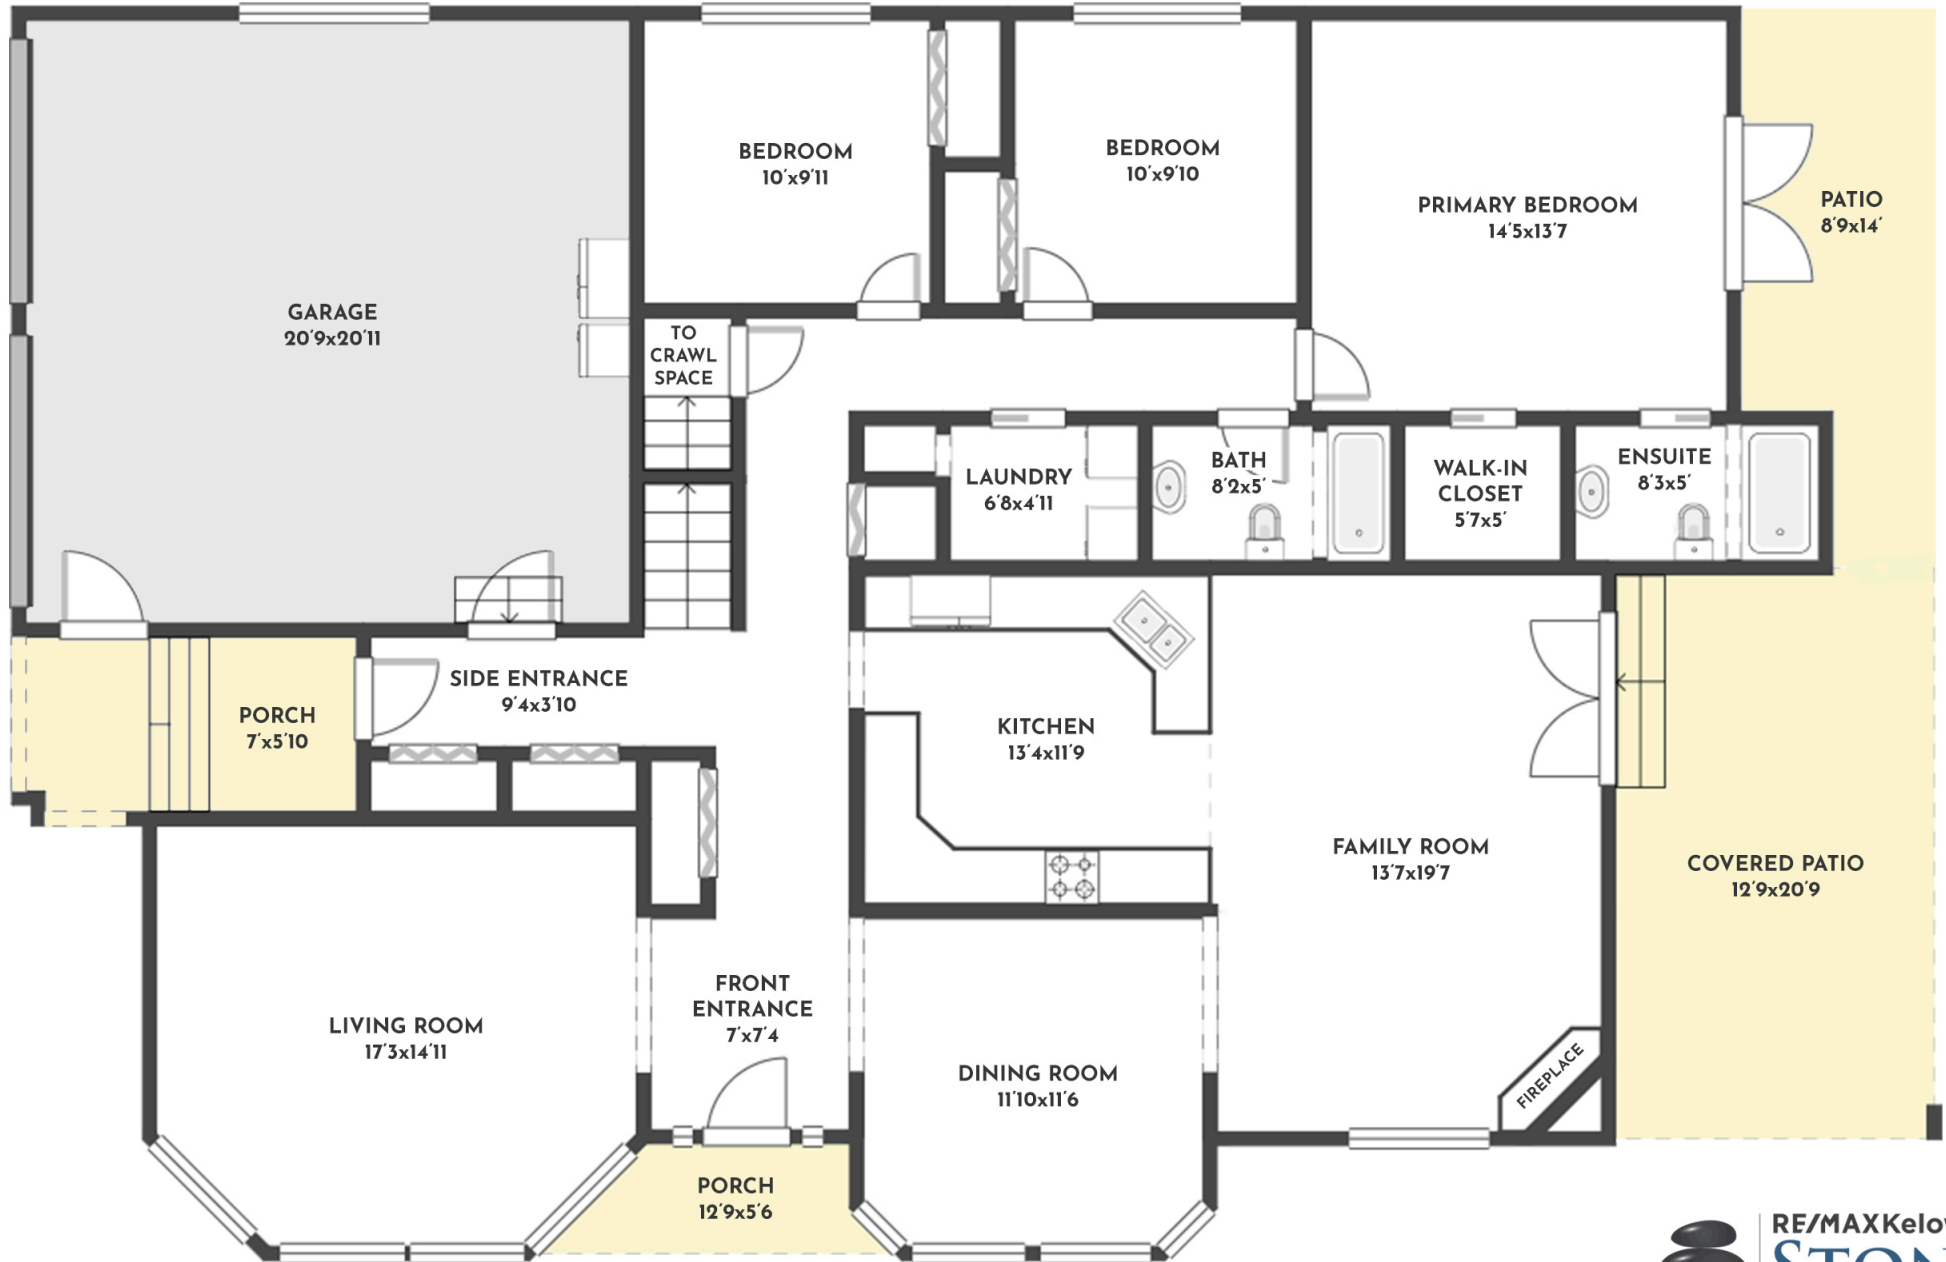 BEDROOM
10'x9'11
BEDROOM
10'x9'10
PRIMARY BEDROOM
14'5x13'7
PATIO
8'9x14'
GARAGE
20'9x20'11
TO
CRAWL
SPACE
LAUNDRY
6'8x4'11
BATH
8'2x5'
WALK-IN
CLOSET
5'7x5'
ENSUITE
8'3x5'
SIDE ENTRANCE
9'4x3'10
PORCH
7'x5'10
KITCHEN
13'4x11'9
FAMILY ROOM
13'7x19'7
COVERED PATIO
12'9x20'9
LIVING ROOM
17'3x14'11
FRONT
ENTRANCE
7'x7'4
DINING ROOM
11'10x11'6
FIREPLACE
PORCH
12'9x5'6
RE/MAXKelo